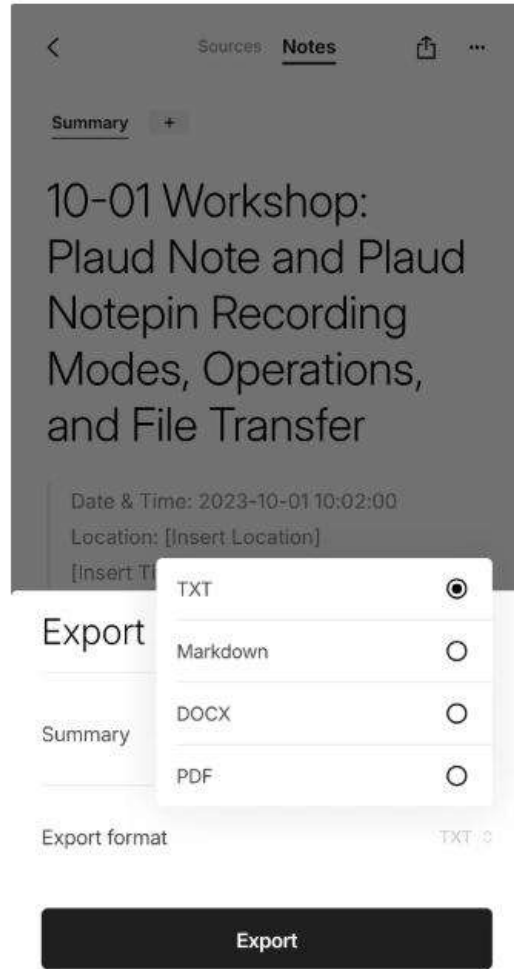 Sources Notes
Summary +
10-01 Workshop:
Plaud Note and Plaud
Notepin Recording
Modes, Operations,
and File Transfer
Date & Time: 2023-10-01 10:02:00
Location: [Insert Location]
[Insert
Export
TXT
Markdown
Summary
DOCX
PDF
Export format TXT
Export